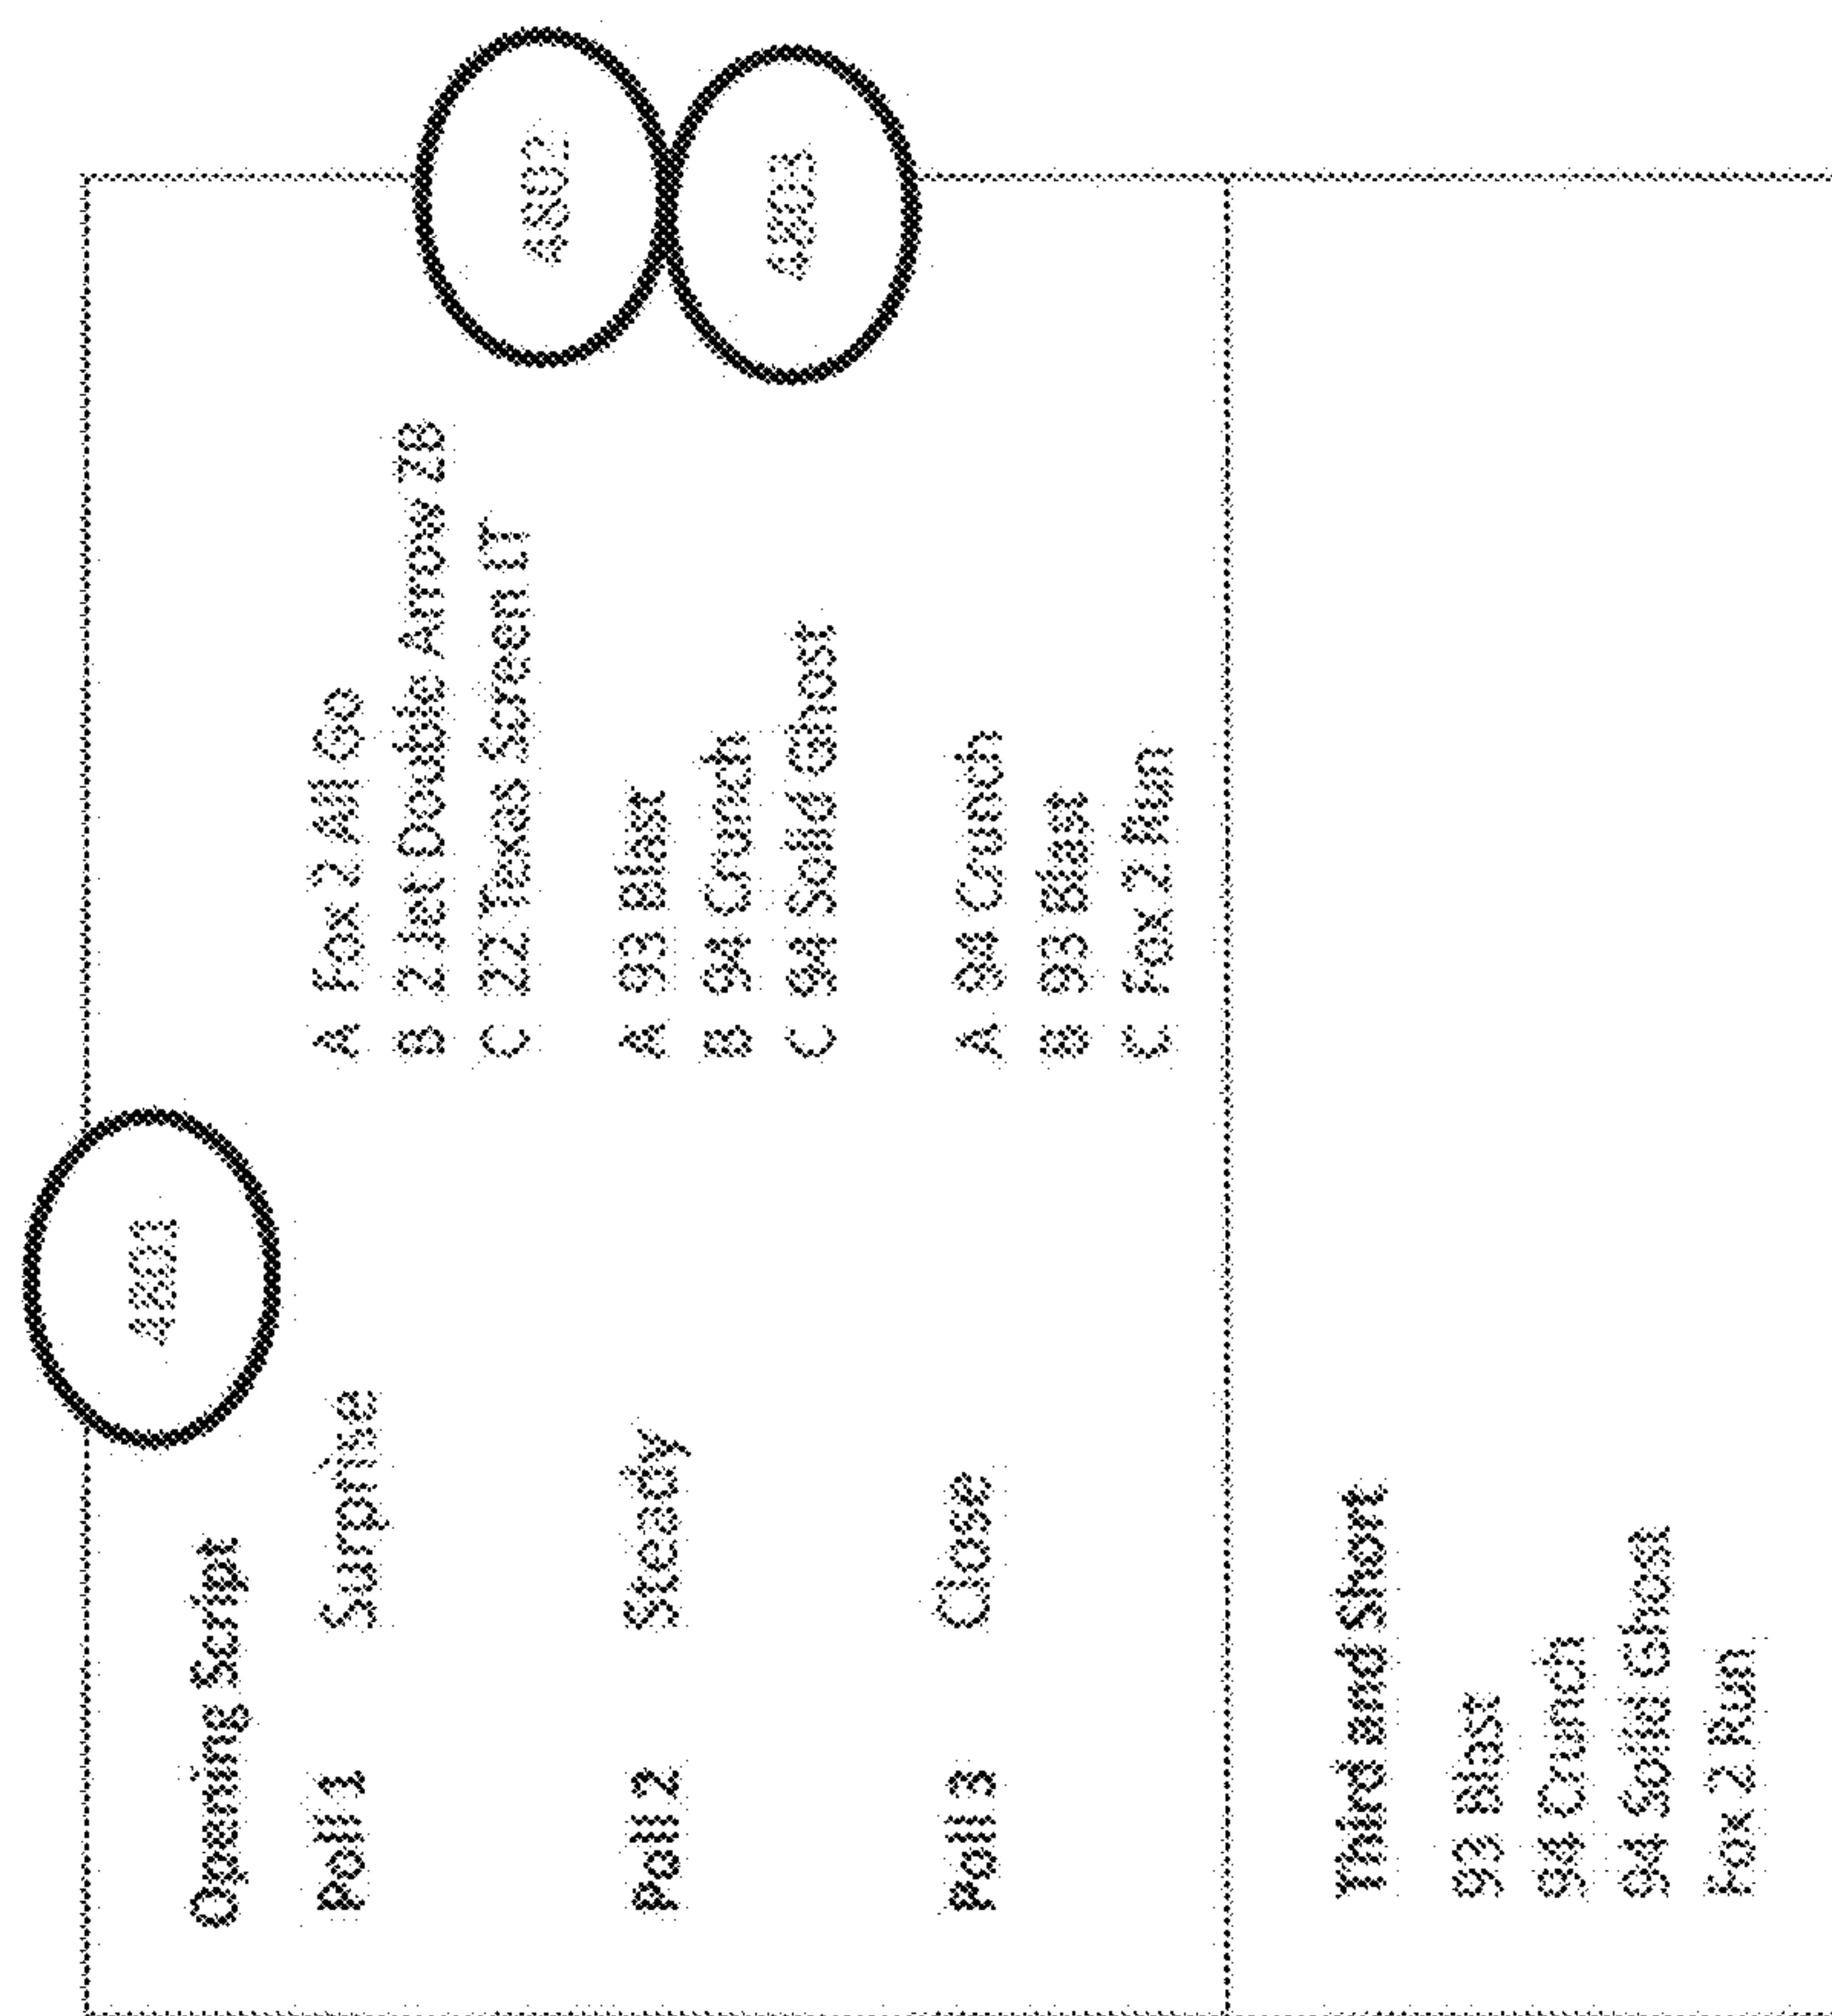 Opening Script
Poll 1 Surprise A Fox 2 All Go
B 2 Jet Double Arrow ZB
C 22 Texas Screen LT
Poll 2 Steady A 93 Blast
B 94 Crunch
C 94 Solid Ghost
Poll 3 Close A 94 Crunch
B 93 Blast
C Fox 2 Run
Third and Short
93 Blast
94 Crunch
94 Solid Ghost
Fox 2 Run